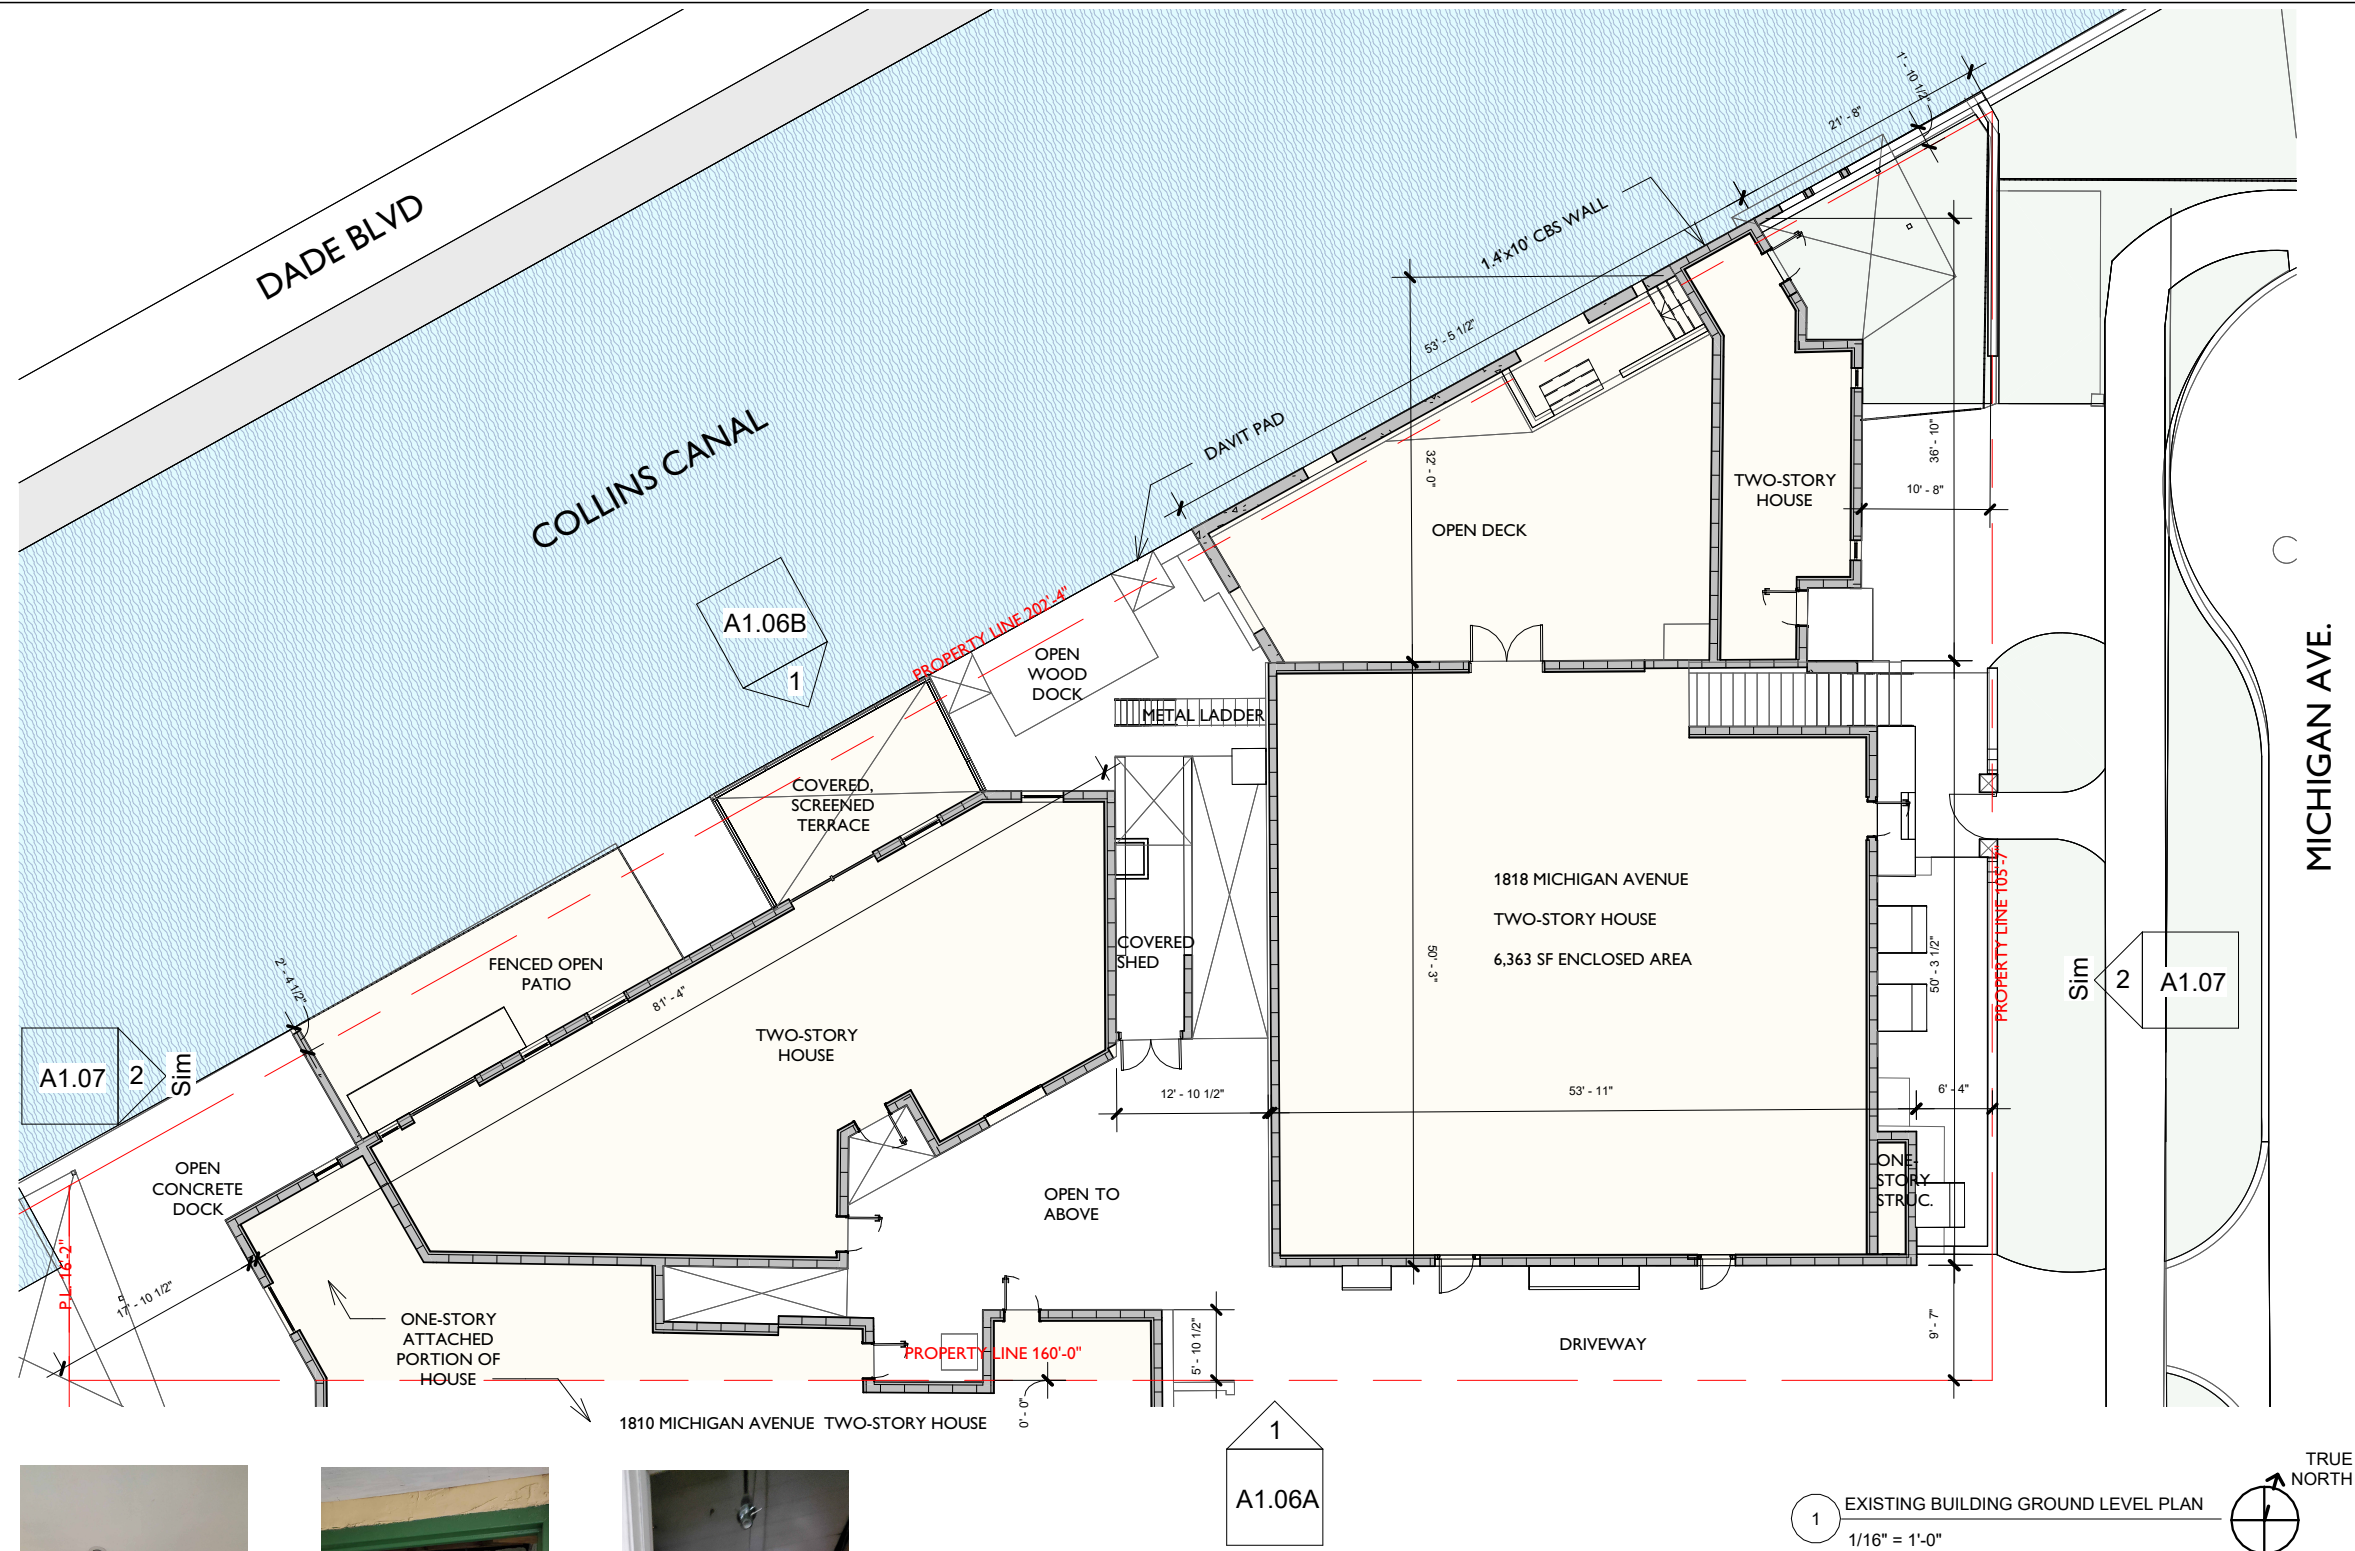 DADE BLVD
COLLINS CANAL
1' - 10 1/2"
21' - 8"
1.4'x10' CBS WALL
53' - 5 1/2"
DAVIT PAD
32' - 0"
36' - 10"
10' - 8"
TWO-STORY
HOUSE
OPEN DECK
A1.06B
1
PROPERTY LINE 202'-4"
OPEN
WOOD
DOCK
METAL LADDER
MICHIGAN AVE.
COVERED,
SCREENED
TERRACE
1818 MICHIGAN AVENUE
TWO-STORY HOUSE
6,363 SF ENCLOSED AREA
COVERED
SHED
PROPERTY LINE 105'-7"
50' - 3"
50' - 3 1/2"
Sim
2
A1.07
FENCED OPEN
PATIO
2' - 4 1/2"
81' - 4"
TWO-STORY
HOUSE
A1.07
2
Sim
12' - 10 1/2"
53' - 11"
6' - 4"
OPEN
CONCRETE
DOCK
OPEN TO
ABOVE
ONE-
STORY
STRUC.
P.L. 16'-2"
17' - 10 1/2"
ONE-STORY
ATTACHED
PORTION OF
HOUSE
PROPERTY LINE 160'-0"
5' - 10 1/2"
DRIVEWAY
9' - 7"
0' - 0"
1810 MICHIGAN AVENUE TWO-STORY HOUSE
1
A1.06A
TRUE
NORTH
1
EXISTING BUILDING GROUND LEVEL PLAN
1/16" = 1'-0"